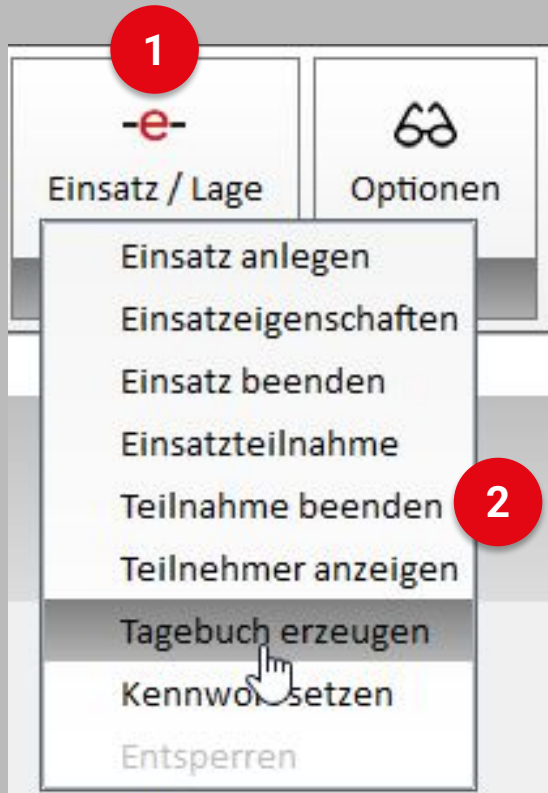 1
-e-
Einsatz / Lage
Optionen
Einsatz anlegen
Einsatzeigenschaften
Einsatz beenden
Einsatzteilnahme
Teilnahme beenden
2
Teilnehmer anzeigen
Tagebuch erzeugen
setzen
Entsperren